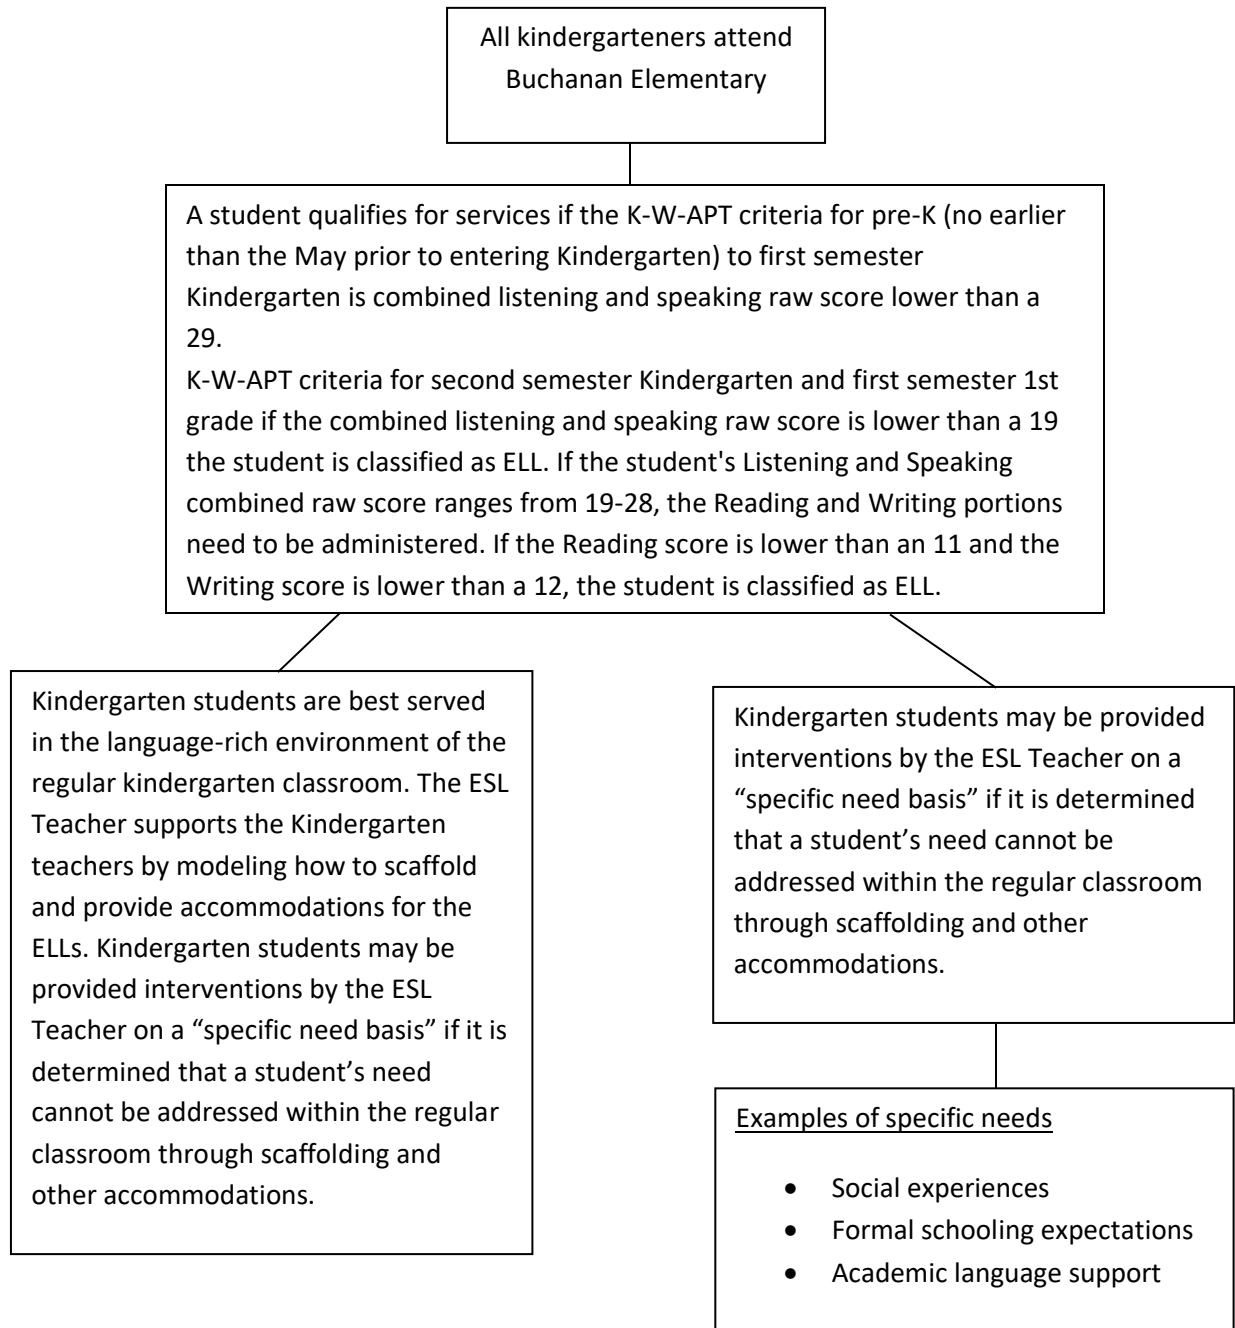 All kindergarteners attend
Buchanan Elementary
A student qualifies for services if the K-W-APT criteria for pre-K (no earlier
than the May prior to entering Kindergarten) to first semester
Kindergarten is combined listening and speaking raw score lower than a
29.
K-W-APT criteria for second semester Kindergarten and first semester 1st
grade if the combined listening and speaking raw score is lower than a 19
the student is classified as ELL. If the student's Listening and Speaking
combined raw score ranges from 19-28, the Reading and Writing portions
need to be administered. If the Reading score is lower than an 11 and the
Writing score is lower than a 12, the student is classified as ELL.
Kindergarten students are best served
in the language-rich environment of the
regular kindergarten classroom. The ESL
Teacher supports the Kindergarten
teachers by modeling how to scaffold
and provide accommodations for the
ELLs. Kindergarten students may be
provided interventions by the ESL
Teacher on a “specific need basis” if it is
determined that a student’s need
cannot be addressed within the regular
classroom through scaffolding and
other accommodations.
Kindergarten students may be provided
interventions by the ESL Teacher on a
“specific need basis” if it is determined
that a student’s need cannot be
addressed within the regular classroom
through scaffolding and other
accommodations.
Examples of specific needs
• Social experiences
• Formal schooling expectations
• Academic language support